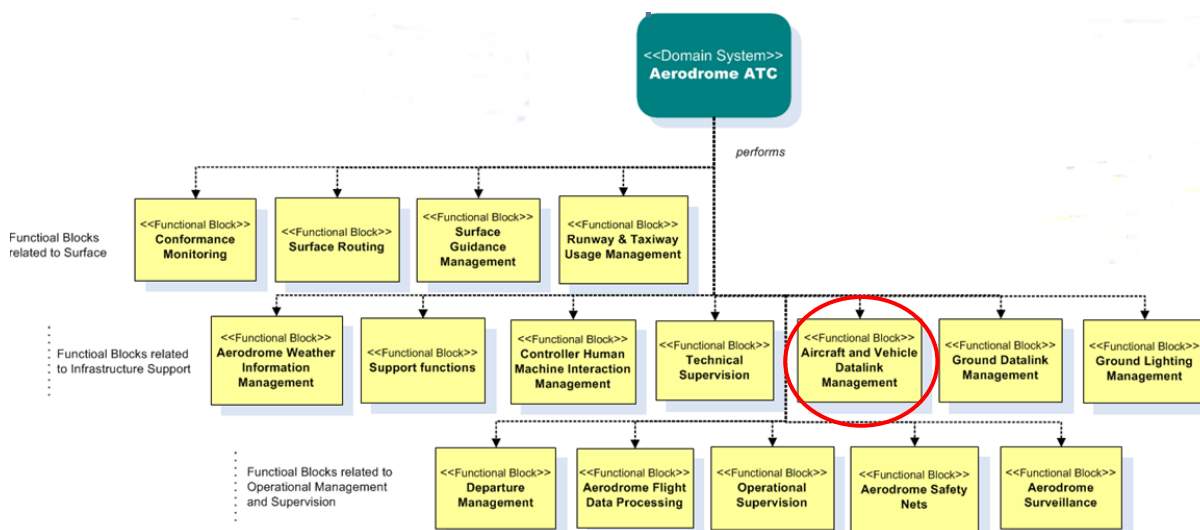 <<Domain System>>
Aerodrome ATC
performs
Functioal Blocks
related to Surface
<<Functional Block>>
Conformance
Monitoring
<<Functional Block>>
Surface Routing
<<Functional Block>>
Surface
Guidance
Management
<<Functional Block>>
Runway & Taxiway
Usage Management
Functioal Blocks related
to Infrastructure Support
<<Functional Block>>
Aerodrome Weather
Information
Management
<<Functional Block>>
Support functions
<<Functional Block>>
Controller Human
Machine Interaction
Management
<<Functional Block>>
Technical
Supervision
<<Functional Block>>
Aircraft and Vehicle
Datalink
Management
<<Functional Block>>
Ground Datalink
Management
<<Functional Block>>
Ground Lighting
Management
Functioal Blocks related to
Operational Management
and Supervision
<<Functional Block>>
Departure
Management
<<Functional Block>>
Aerodrome Flight
Data Processing
<<Functional Block>>
Operational
Supervision
<<Functional Block>>
Aerodrome Safety
Nets
<<Functional Block>>
Aerodrome
Surveillance